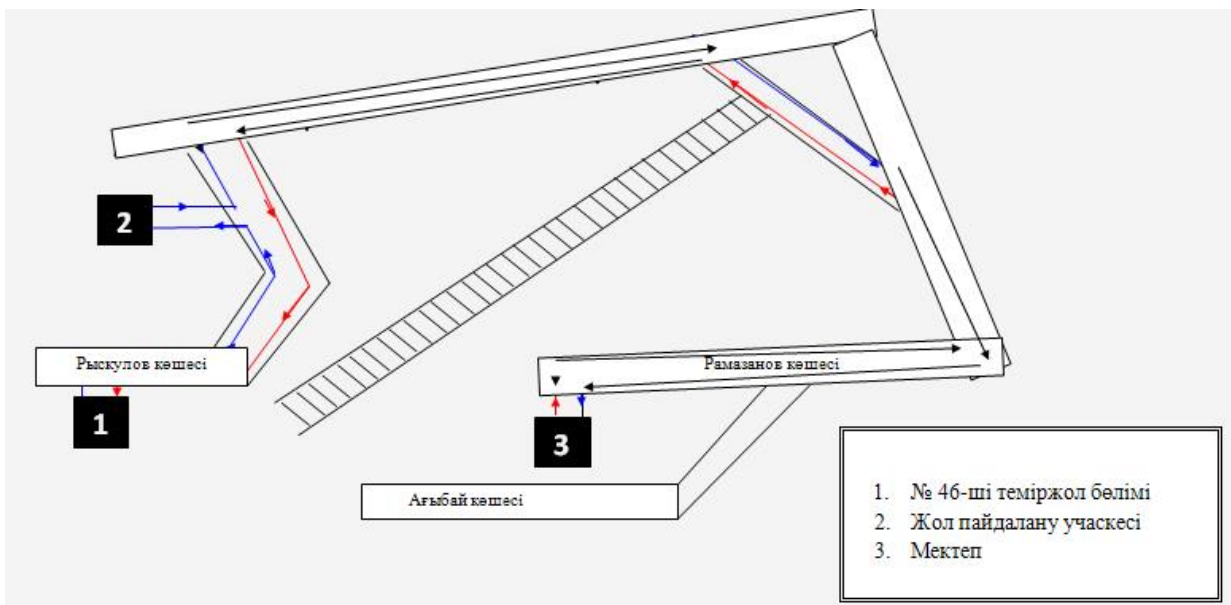 2
Рыскулов көшесі
Рамазанов көшесі
1
3
Ағыбай көшесі
1. № 46-ші теміржол бөлімі
2. Жол пайдалану учаскесі
3. Мектеп